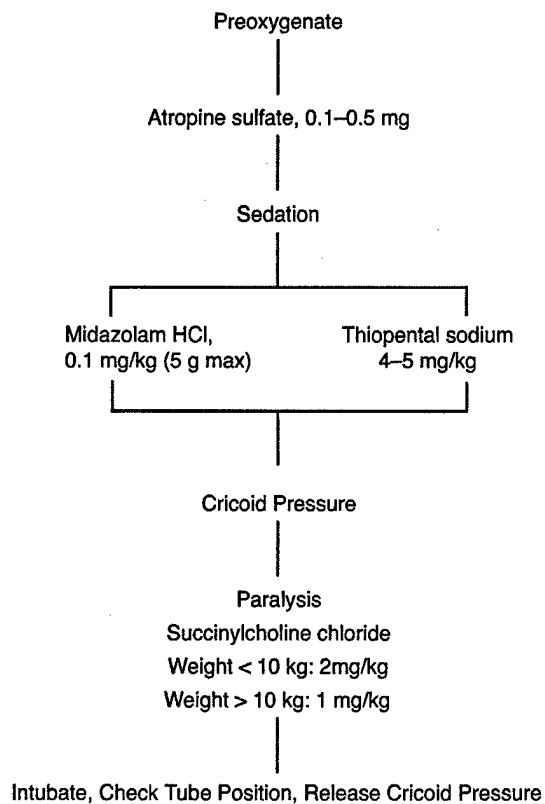 Preoxygenate
Atropine sulfate, 0.1–0.5 mg
Sedation
Midazolam HCl,
0.1 mg/kg (5 g max)
Thiopental sodium
4–5 mg/kg
Cricoid Pressure
Paralysis
Succinylcholine chloride
Weight < 10 kg: 2mg/kg
Weight > 10 kg: 1 mg/kg
Intubate, Check Tube Position, Release Cricoid Pressure